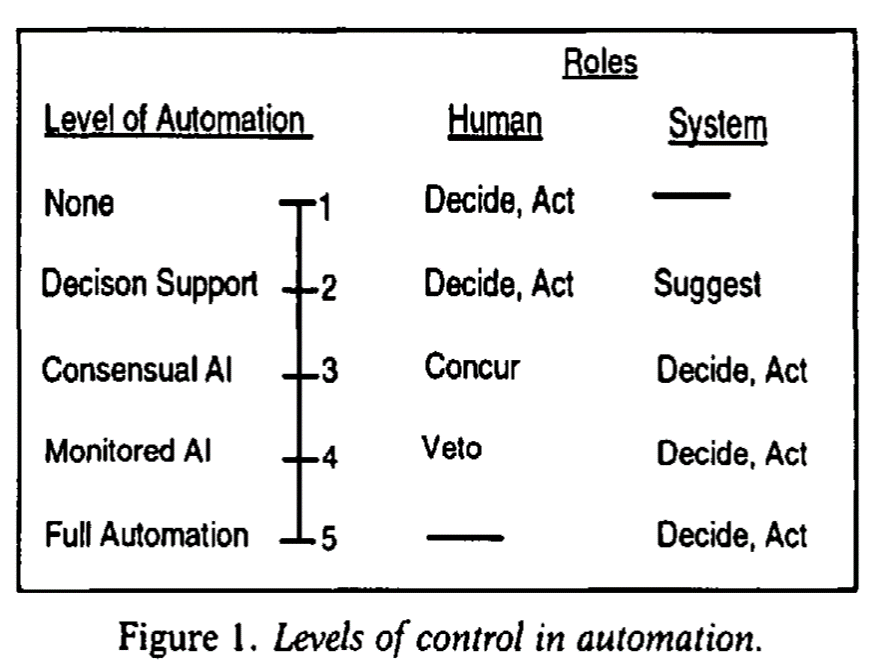 Roles
Level of Automation Human System
None 1 Decide, Act —
Decison Support 2 Decide, Act Suggest
Consensual AI 3 Concur Decide, Act
Monitored AI 4 Veto Decide, Act
Full Automation 5 — Decide, Act
Figure 1. Levels of control in automation.